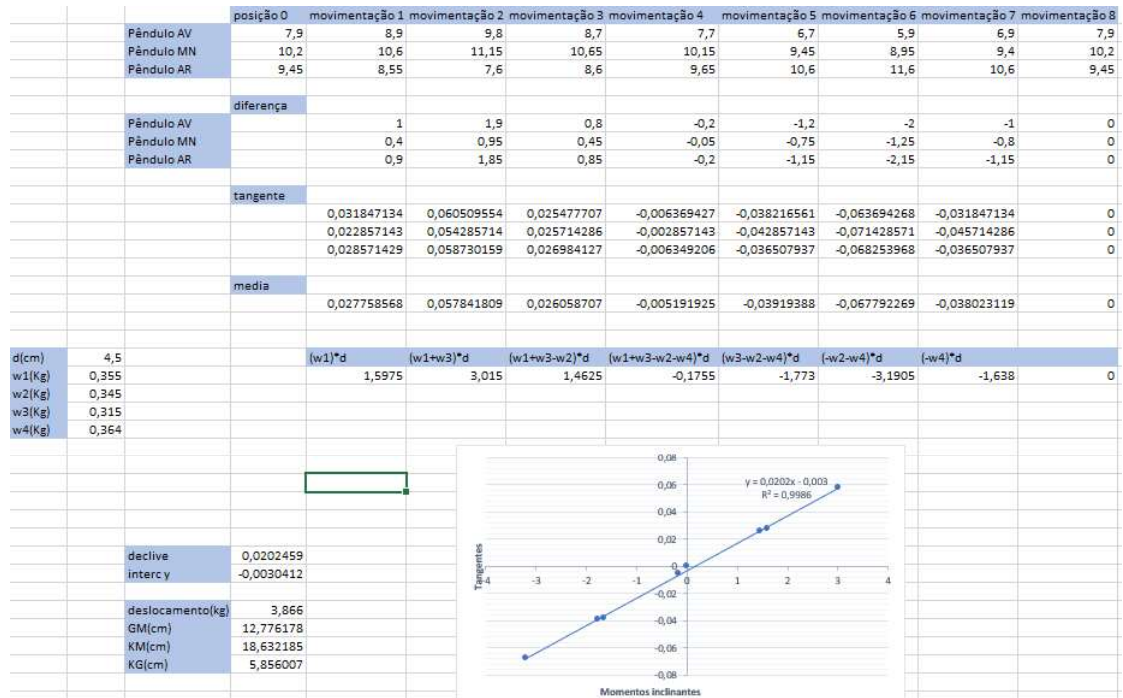 posição 0 movimentação 1 movimentação 2 movimentação 3 movimentação 4 movimentação 5 movimentação 6 movimentação 7 movimentação 8
Pêndulo AV 7,9 8,9 9,8 8,7 7,7 6,7 5,9 6,9 7,9
Pêndulo MN 10,2 10,6 11,15 10,65 10,15 9,45 8,95 9,4 10,2
Pêndulo AR 9,45 8,55 7,6 8,6 9,65 10,6 11,6 10,6 9,45
diferença
Pêndulo AV 1 1,9 0,8 -0,2 -1,2 -2 -1 0
Pêndulo MN 0,4 0,95 0,45 -0,05 -0,75 -1,25 -0,8 0
Pêndulo AR 0,9 1,85 0,85 -0,2 -1,15 -2,15 -1,15 0
tangente
0,031847134 0,060509554 0,025477707 -0,006369427 -0,038216561 -0,063694268 -0,031847134 0
0,022857143 0,054285714 0,025714286 -0,002857143 -0,042857143 -0,071428571 -0,045714286 0
0,028571429 0,058730159 0,026984127 -0,006349206 -0,036507937 -0,068253968 -0,036507937 0
media
0,027758568 0,057841809 0,026058707 -0,005191925 -0,03919388 -0,067792269 -0,038023119 0
d(cm) 4,5 (w1)*d (w1+w3)*d (w1+w3-w2)*d (w1+w3-w2-w4)*d (w3-w2-w4)*d (-w2-w4)*d (-w4)*d
w1(Kg) 0,355 1,5975 3,015 1,4625 -0,1755 -1,773 -3,1905 -1,638 0
w2(Kg) 0,345
w3(Kg) 0,315
w4(Kg) 0,364
0,08
0,06
y = 0,0202x - 0,003
R² = 0,9986
0,04
0,02
0
-4 -3 -2 -1 0 1 2 3 4
-0,02
-0,04
-0,06
-0,08
Tangentes
Momentos inclinantes
declive 0,0202459
interc y -0,0030412
deslocamento(kg) 3,866
GM(cm) 12,776178
KM(cm) 18,632185
KG(cm) 5,856007